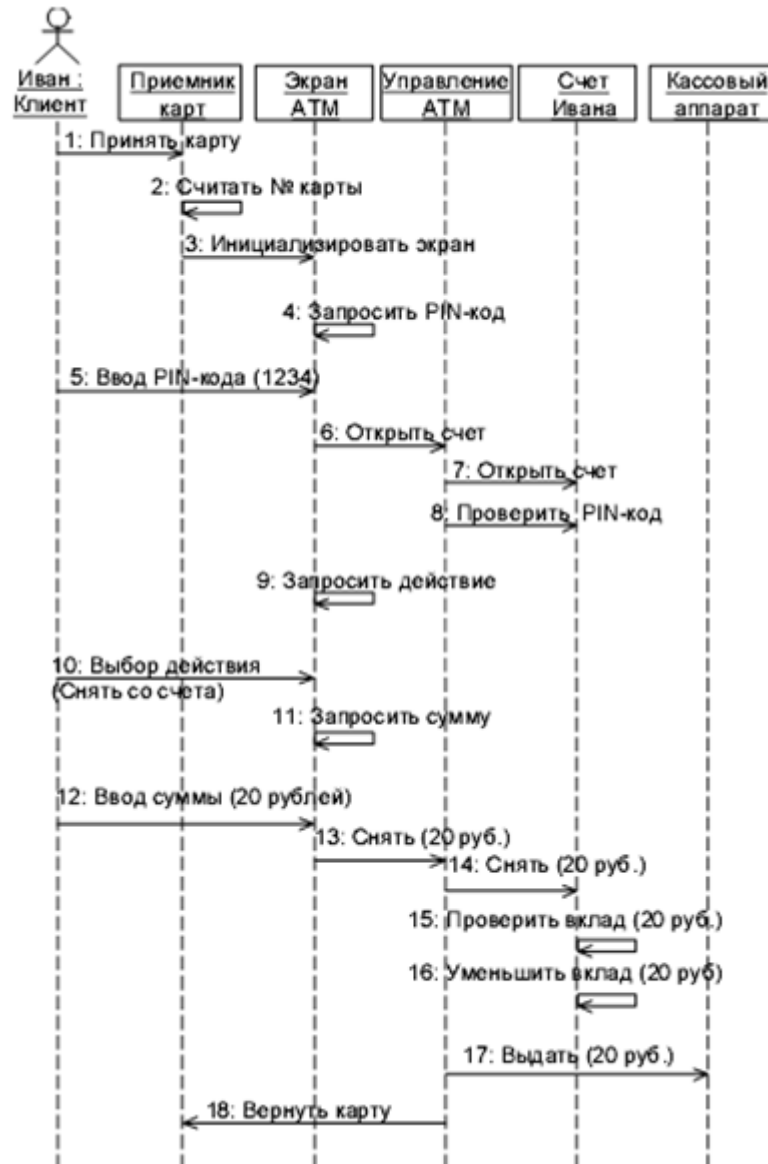 Иван :
Клиент
Приемник
карт
Экран
АТМ
Управление
АТМ
Счет
Ивана
Кассовый
аппарат
1: Принять карту
2: Считать № карты
3: Инициализировать экран
4: Запросить PIN-код
5: Ввод PIN-кода (1234)
6: Открыть счет
7: Открыть счет
8: Проверить PIN-код
9: Запросить действие
10: Выбор действия
(Снять со счета)
11: Запросить сумму
12: Ввод суммы (20 рублей)
13: Снять (20 руб.)
14: Снять (20 руб.)
15: Проверить вклад (20 руб.)
16: Уменьшить вклад (20 руб)
17: Выдать (20 руб.)
18: Вернуть карту